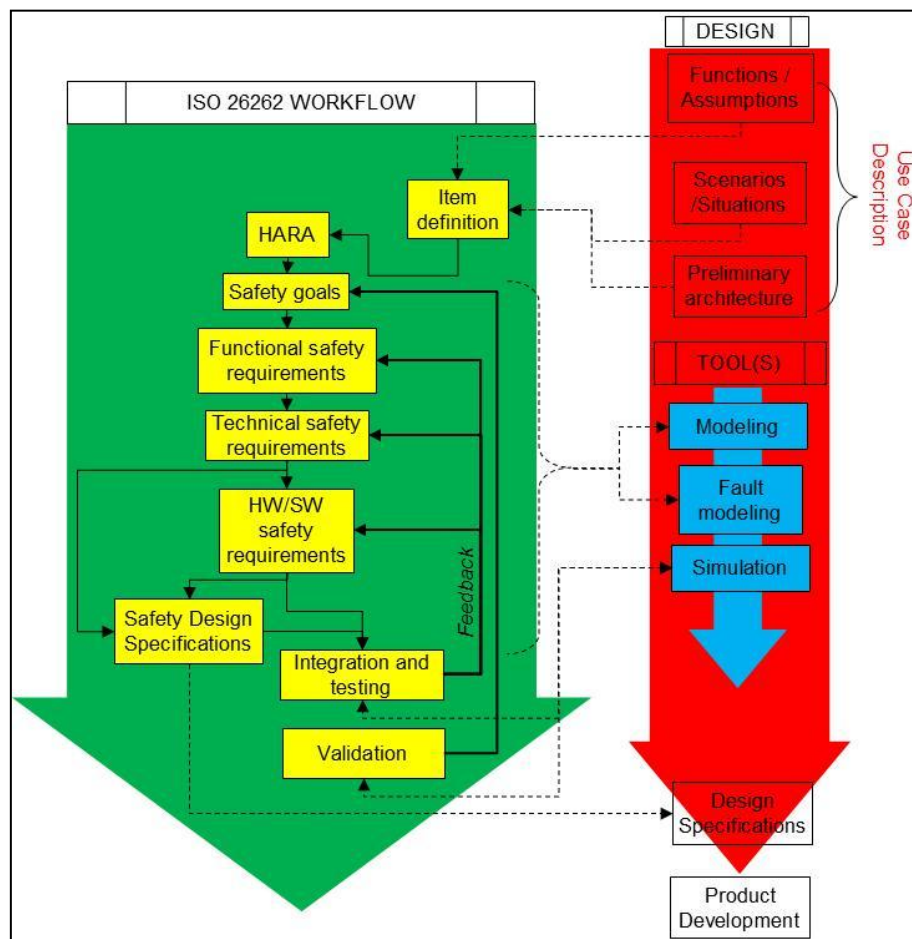 DESIGN
Functions /
Assumptions
ISO 26262 WORKFLOW
Use Case
Description
Scenarios
/Situations
Item
definition
HARA
Preliminary
architecture
Safety goals
Functional safety
requirements
TOOL(S)
Technical safety
requirements
Modeling
HW/SW
safety
requirements
Fault
modeling
Feedback
Simulation
Safety Design
Specifications
Integration and
testing
Validation
Design
Specifications
Product
Development